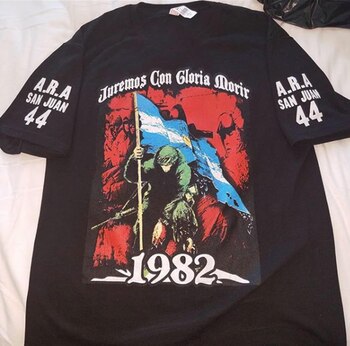 Juremos Con Gloria Morir
A.R.A
SAN JUAN
44
A.R.A
SAN JUAN
44
1982